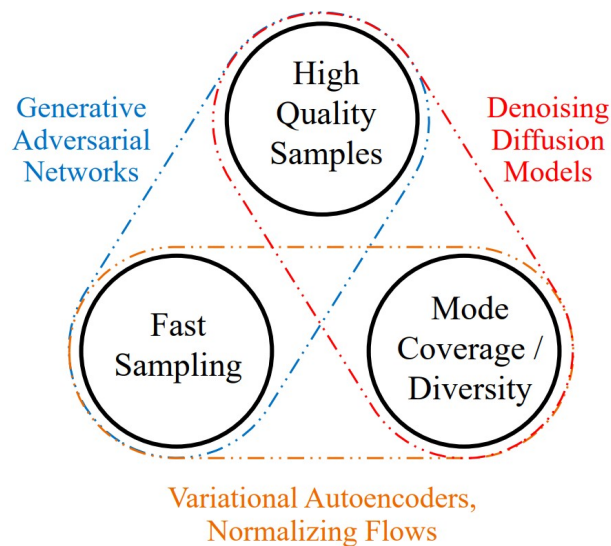 High
Quality
Samples
Generative
Adversarial
Networks
Denoising
Diffusion
Models
Fast
Sampling
Mode
Coverage /
Diversity
Variational Autoencoders,
Normalizing Flows